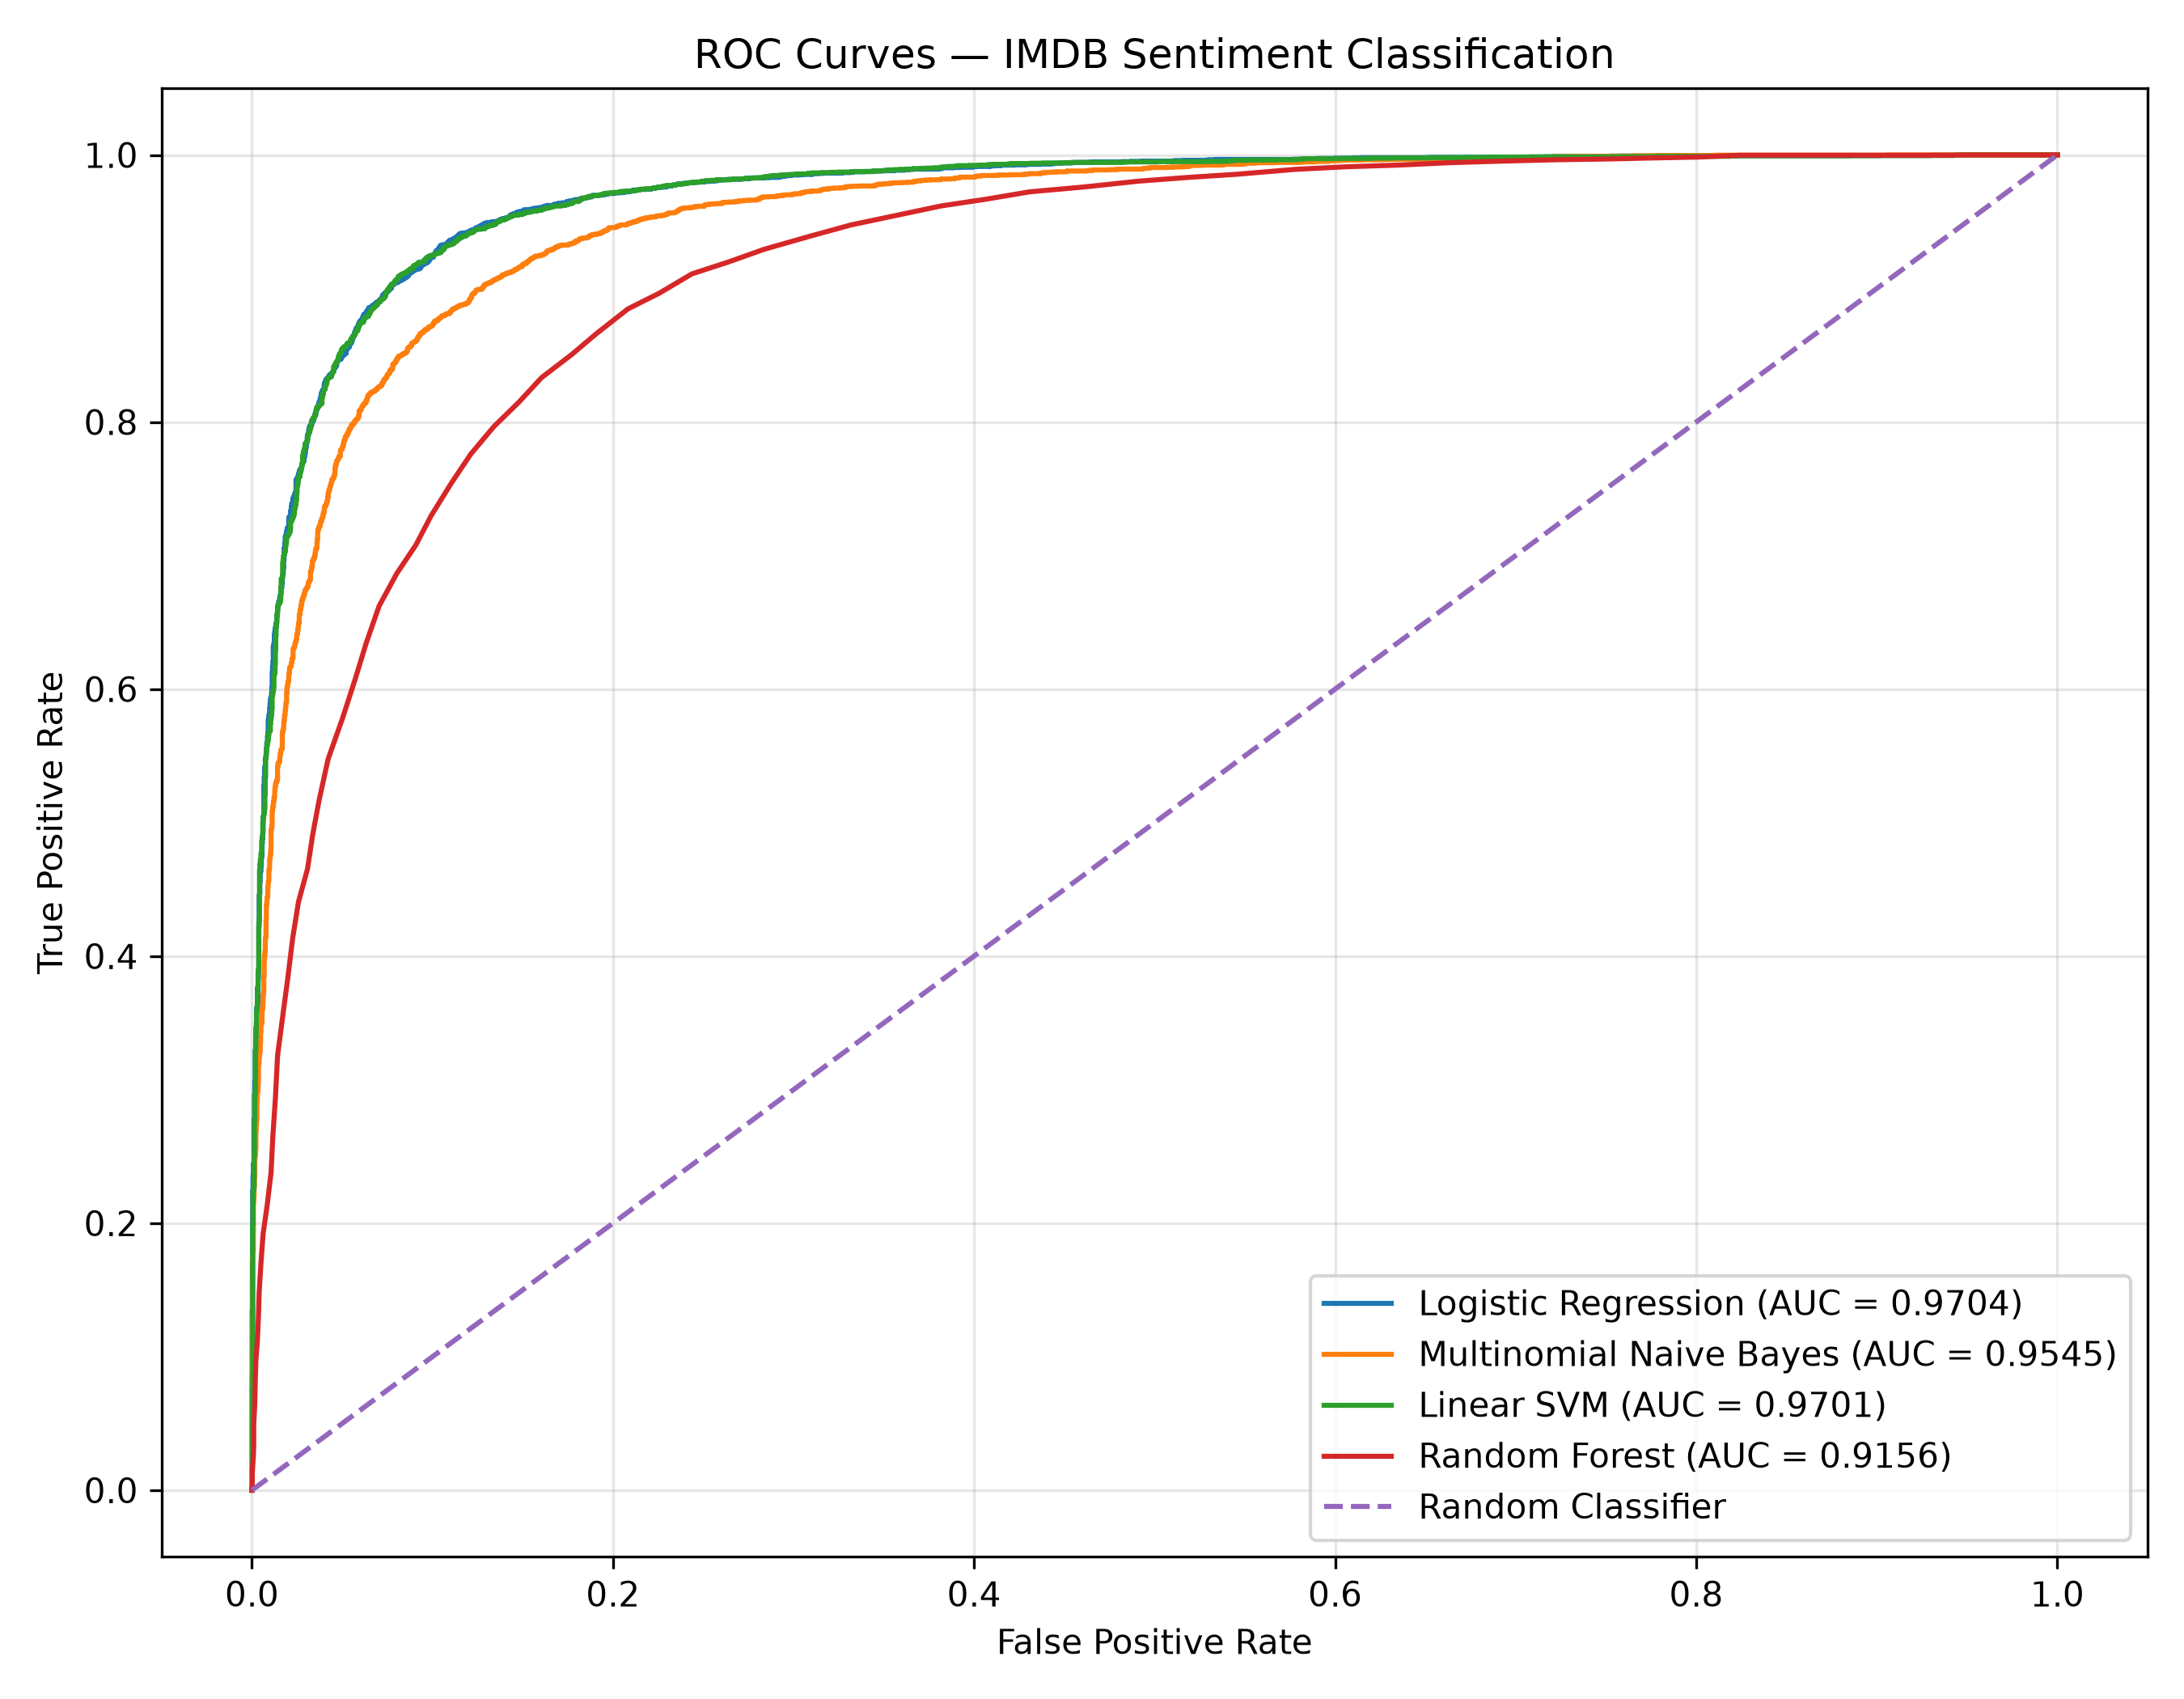 ROC Curves — IMDB Sentiment Classification
True Positive Rate
1.0
0.8
0.6
0.4
0.2
0.0
0.0 0.2 0.4 0.6 0.8 1.0
False Positive Rate
Logistic Regression (AUC = 0.9704)
Multinomial Naive Bayes (AUC = 0.9545)
Linear SVM (AUC = 0.9701)
Random Forest (AUC = 0.9156)
Random Classifier